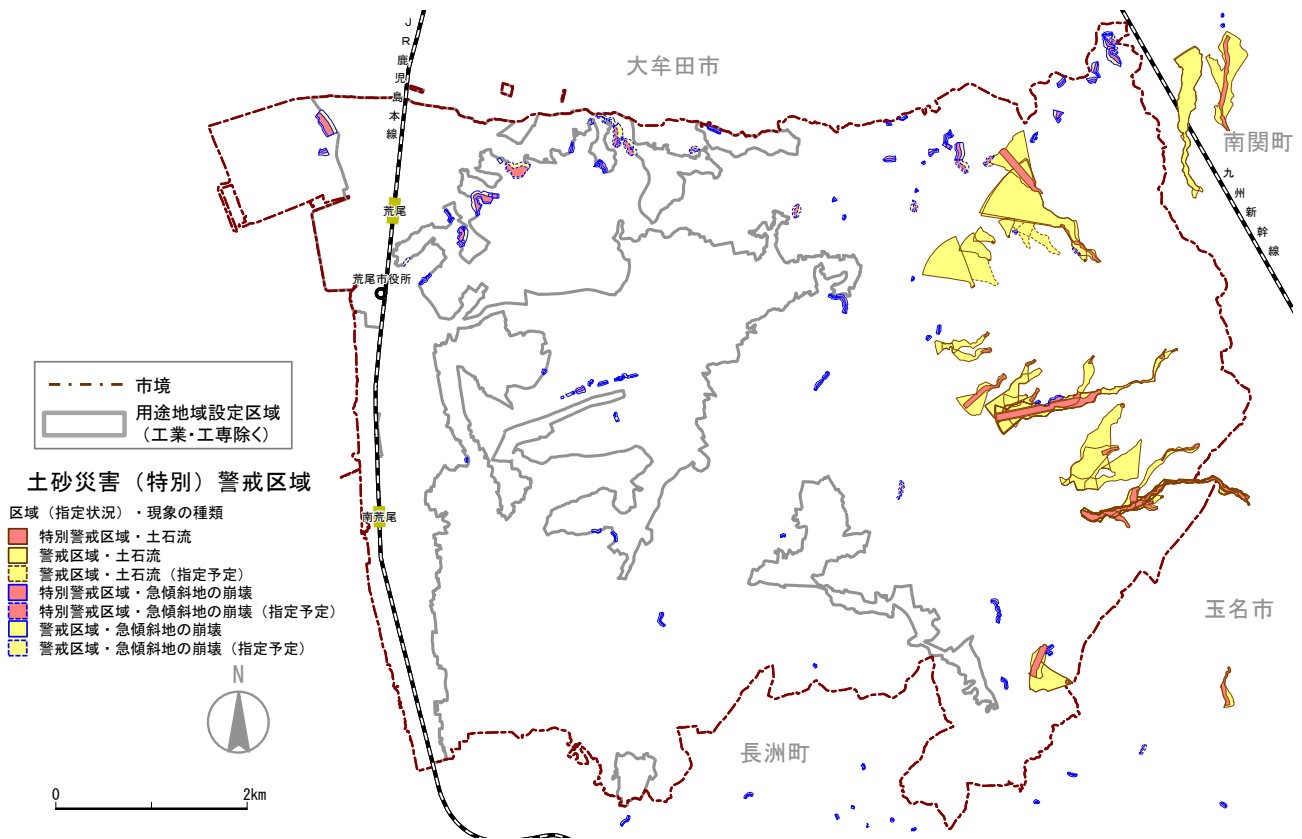 JR鹿児島本線
大牟田市
南関町
九州新幹線
荒尾
荒尾市役所
市境
用途地域設定区域
（工業・工専除く）
土砂災害（特別）警戒区域
区域（指定状況）・現象の種類
特別警戒区域・土石流
警戒区域・土石流
警戒区域・土石流（指定予定）
特別警戒区域・急傾斜地の崩壊
特別警戒区域・急傾斜地の崩壊（指定予定）
警戒区域・急傾斜地の崩壊
警戒区域・急傾斜地の崩壊（指定予定）
南荒尾
玉名市
N
長洲町
0 2km